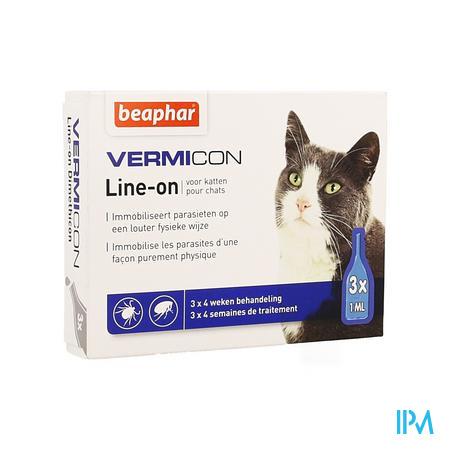 beaphar
VERMICON
Line-on
voor katten
pour chats
Immobiliseert parasieten op
een louter fysieke wijze
Immobilise les parasites d'une
façon purement physique
3 x 4 weken behandeling
3 x 4 semaines de traitement
3x
1 ML
VERMICON
Line-on Dimethicon
3x
IPM